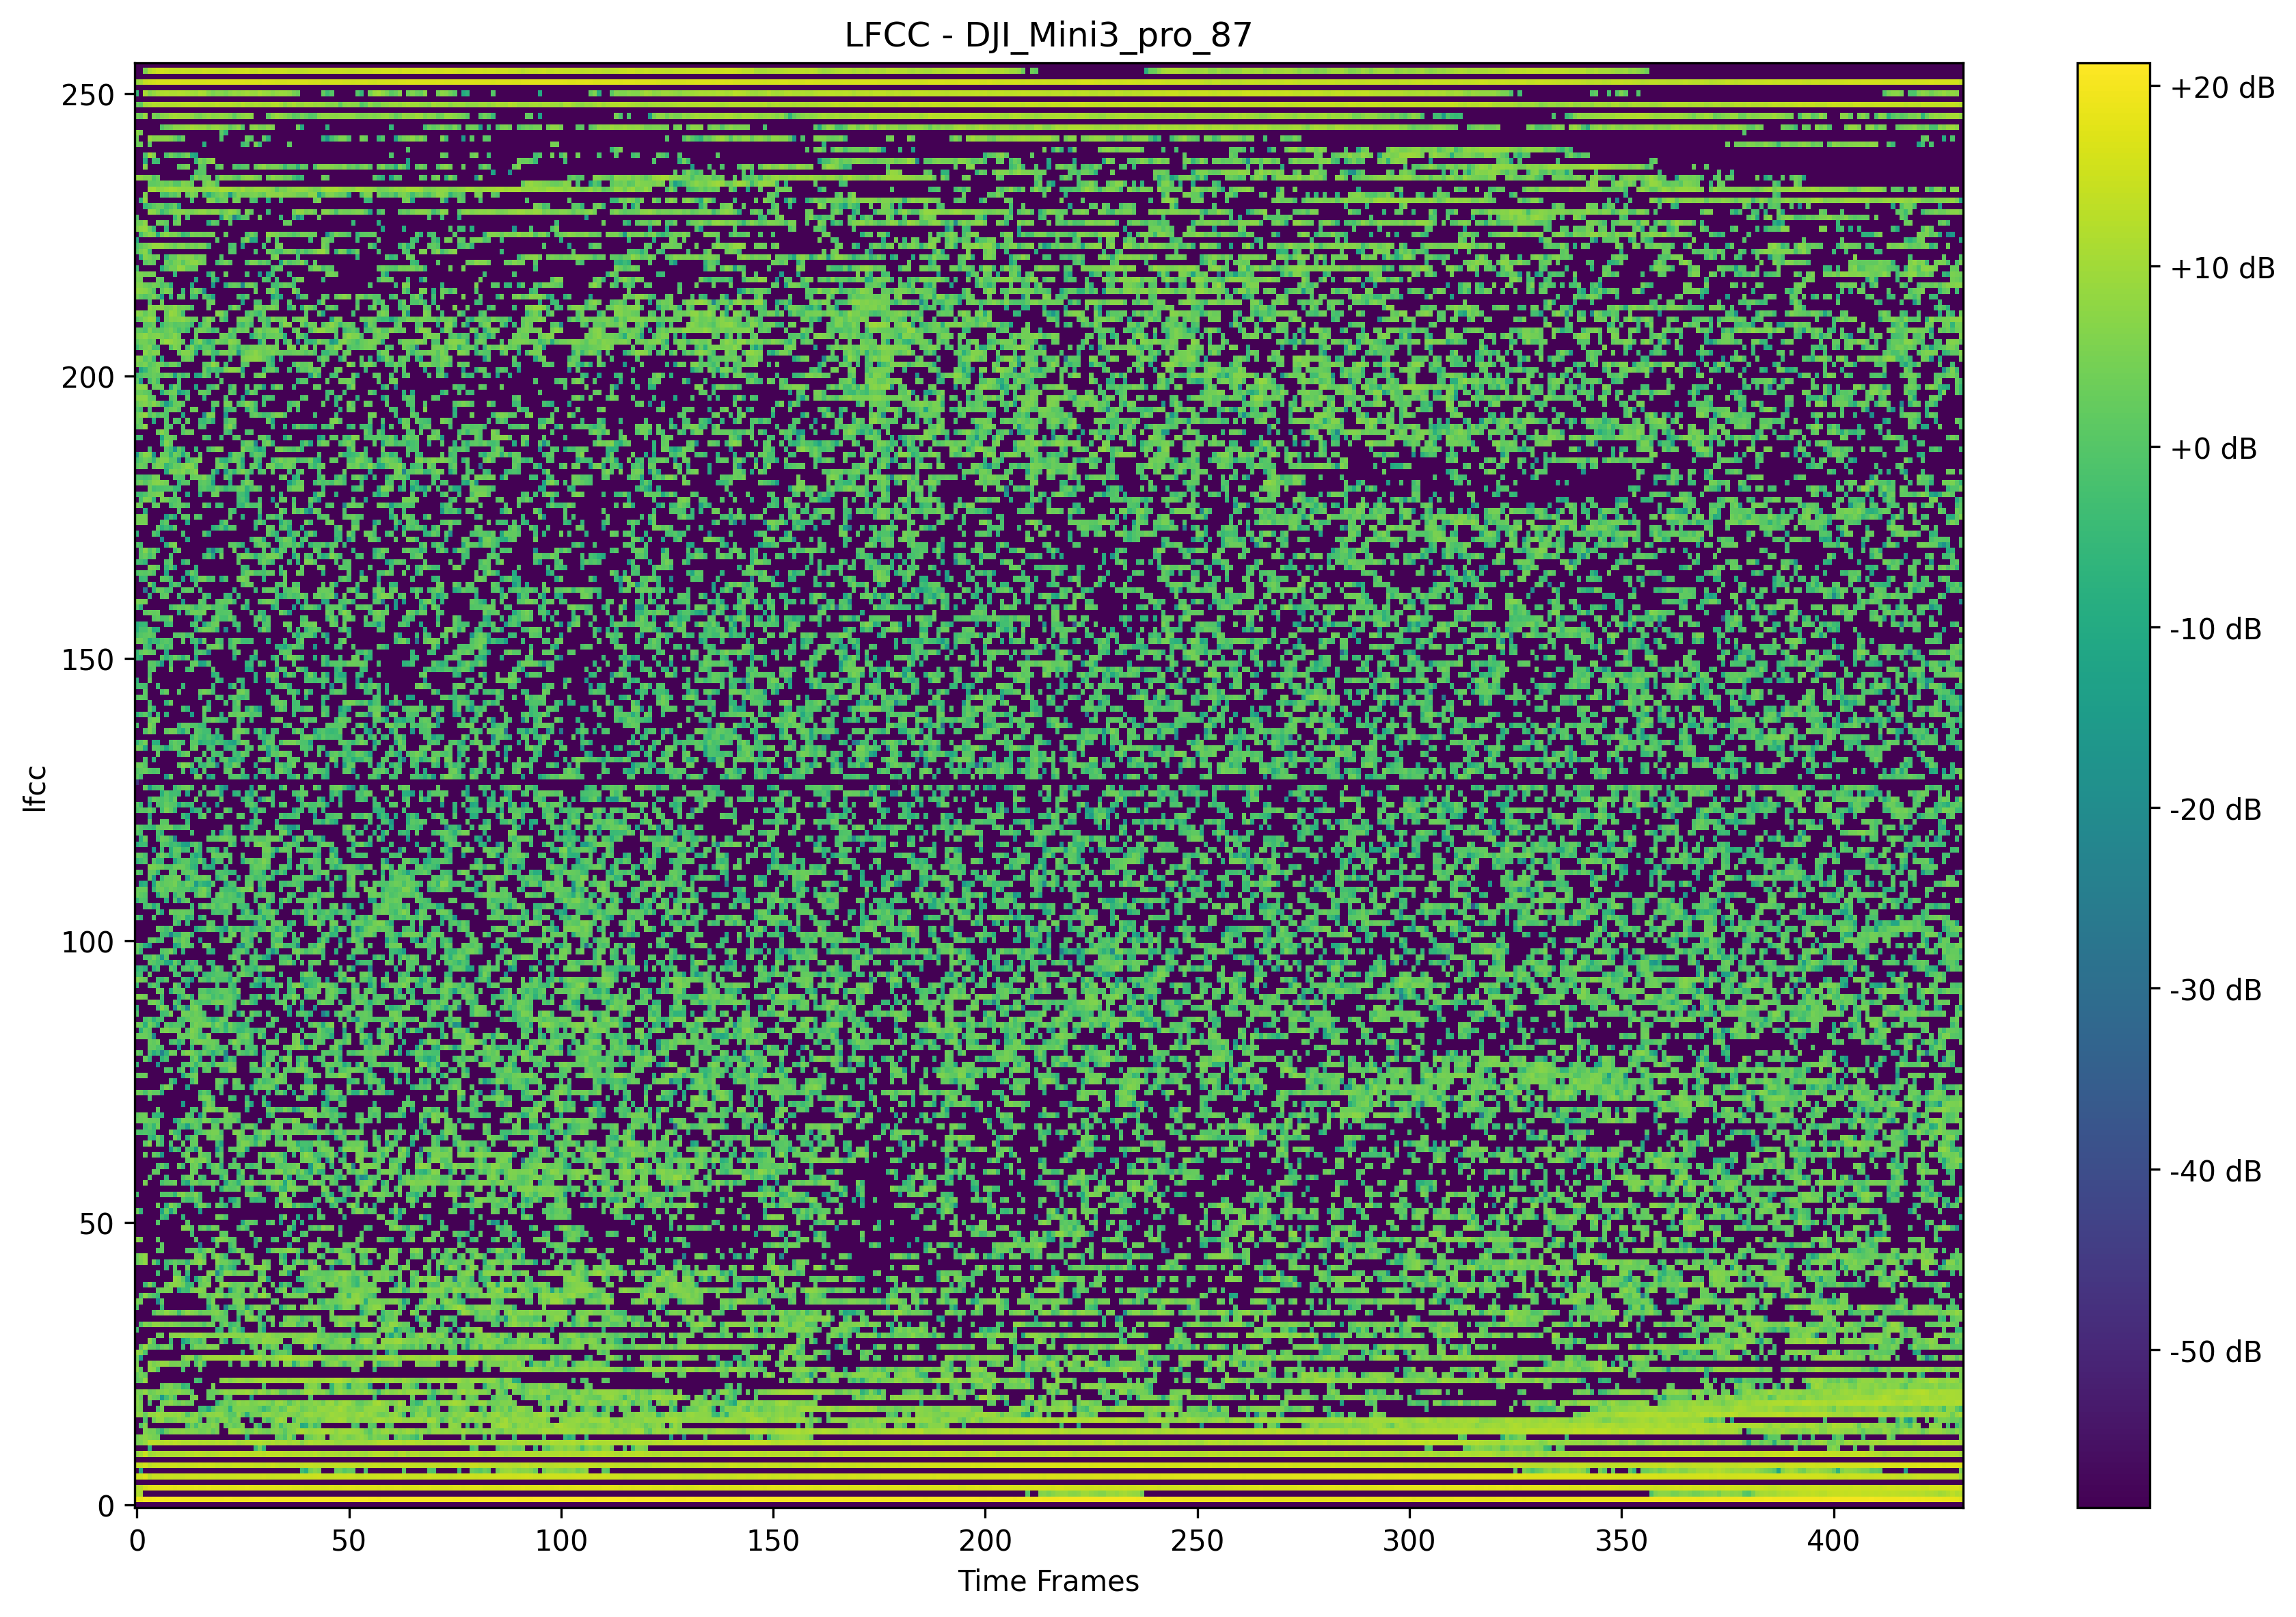 LFCC - DJI_Mini3_pro_87
250
200
150
100
50
0
lfcc
0 50 100 150 200 250 300 350 400
Time Frames
+20 dB
+10 dB
+0 dB
-10 dB
-20 dB
-30 dB
-40 dB
-50 dB